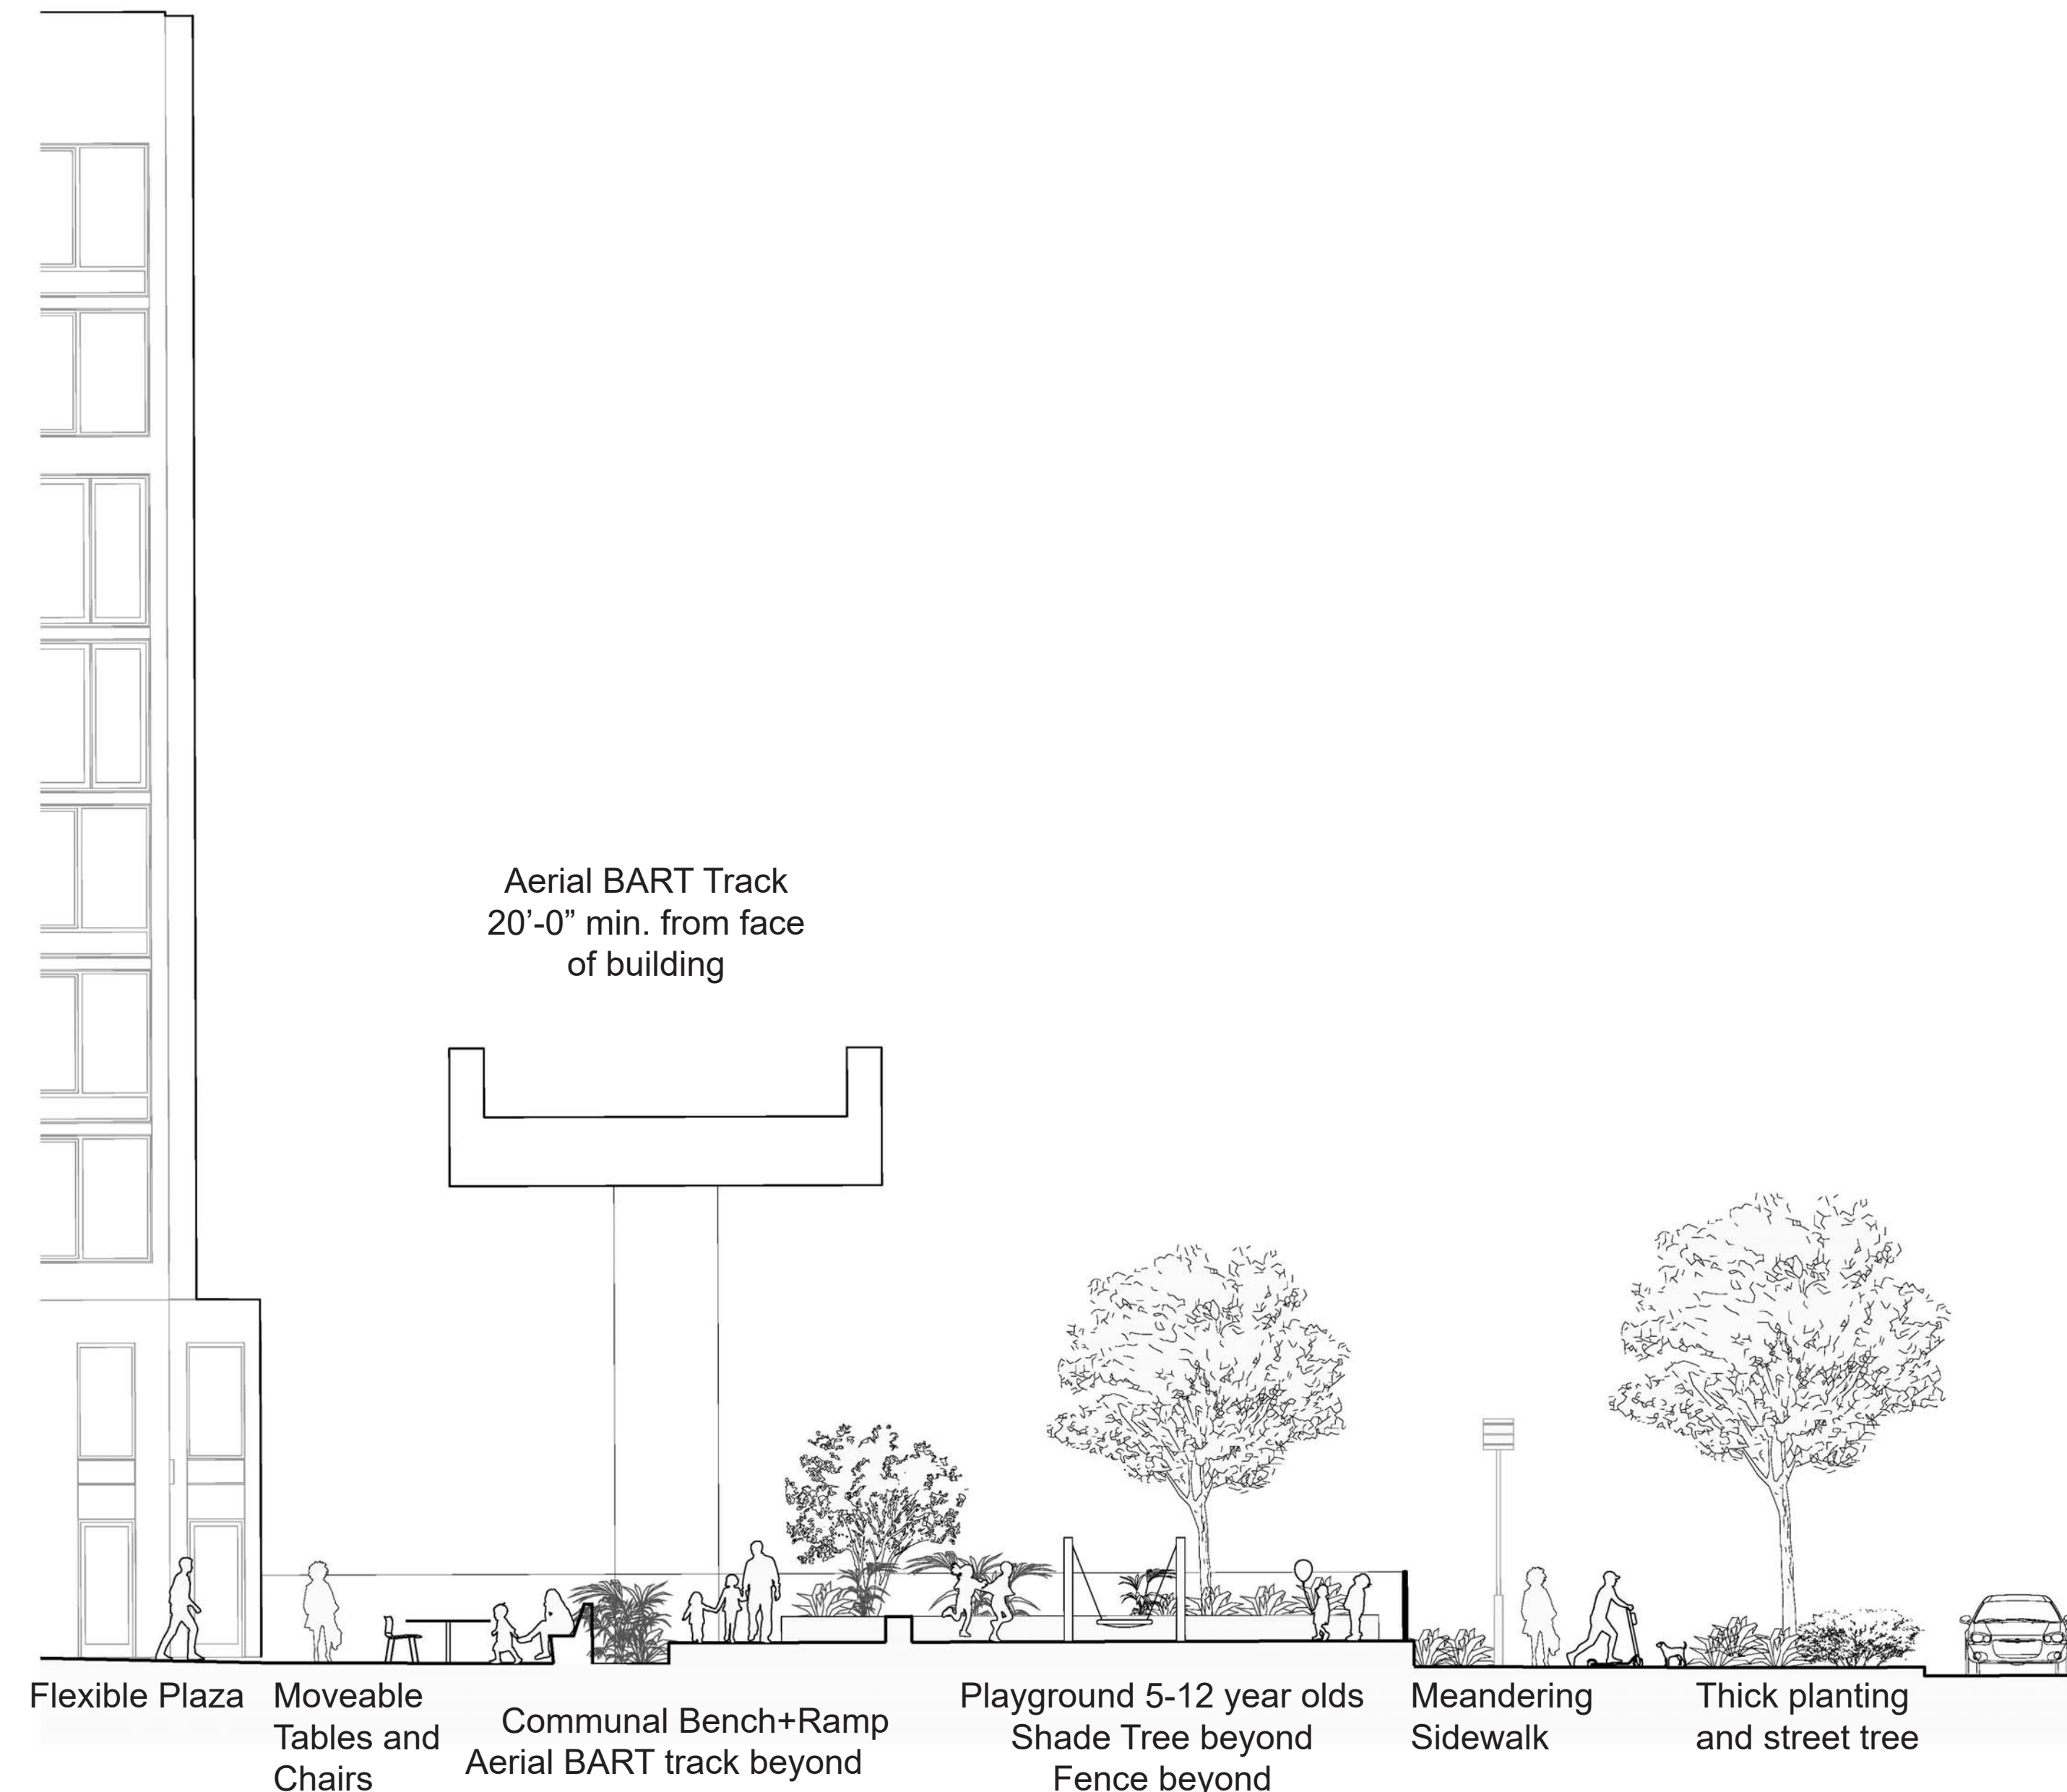 Aerial BART Track
20’-0” min. from face
of building
Flexible Plaza
Moveable
Tables and
Chairs
Communal Bench+Ramp
Aerial BART track beyond
Playground 5-12 year olds
Shade Tree beyond
Fence beyond
Meandering
Sidewalk
Thick planting
and street tree